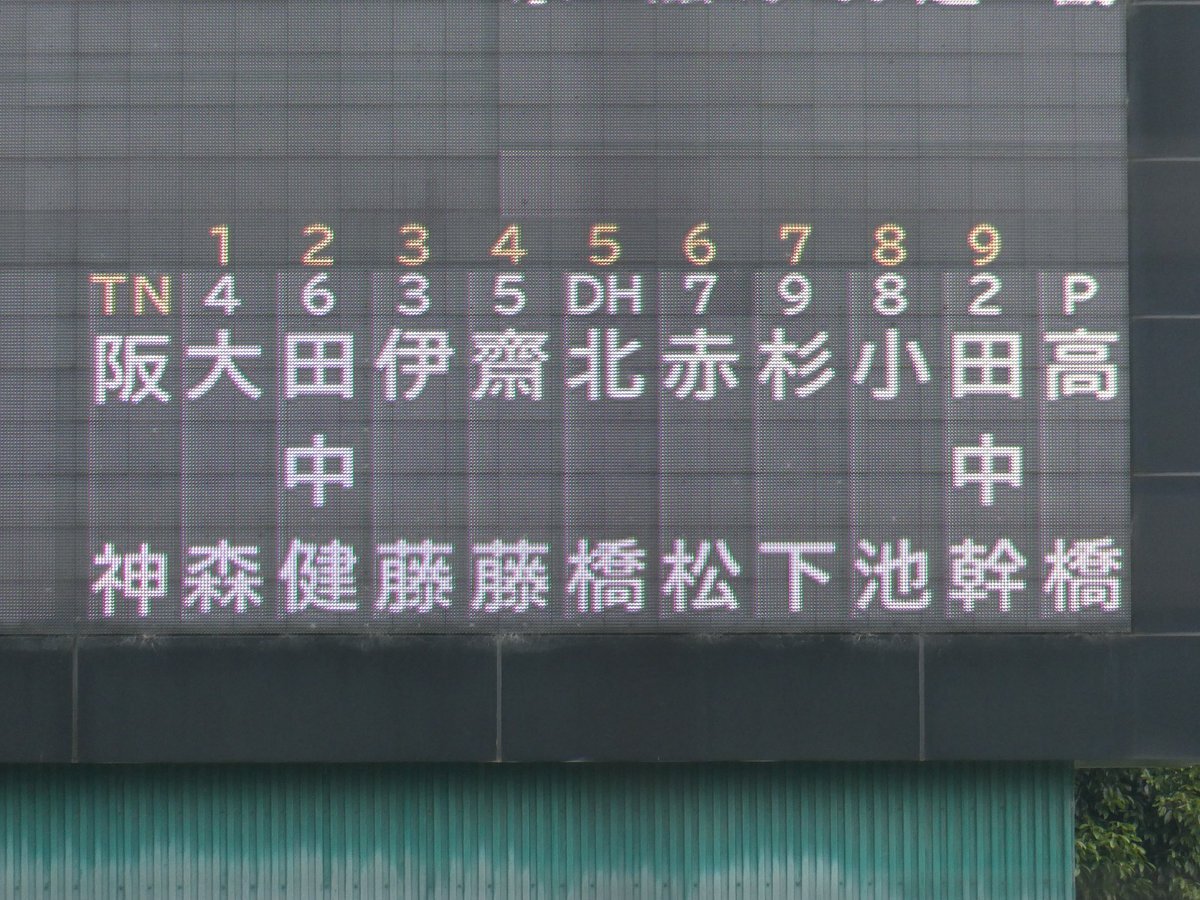 1 2 3 4 5 6 7 8 9
TN 4 6 3 5 DH 7 9 8 2 P
阪神
大森
田中健
伊藤
齋藤
北橋
赤松
杉下
小池
田中幹
高橋